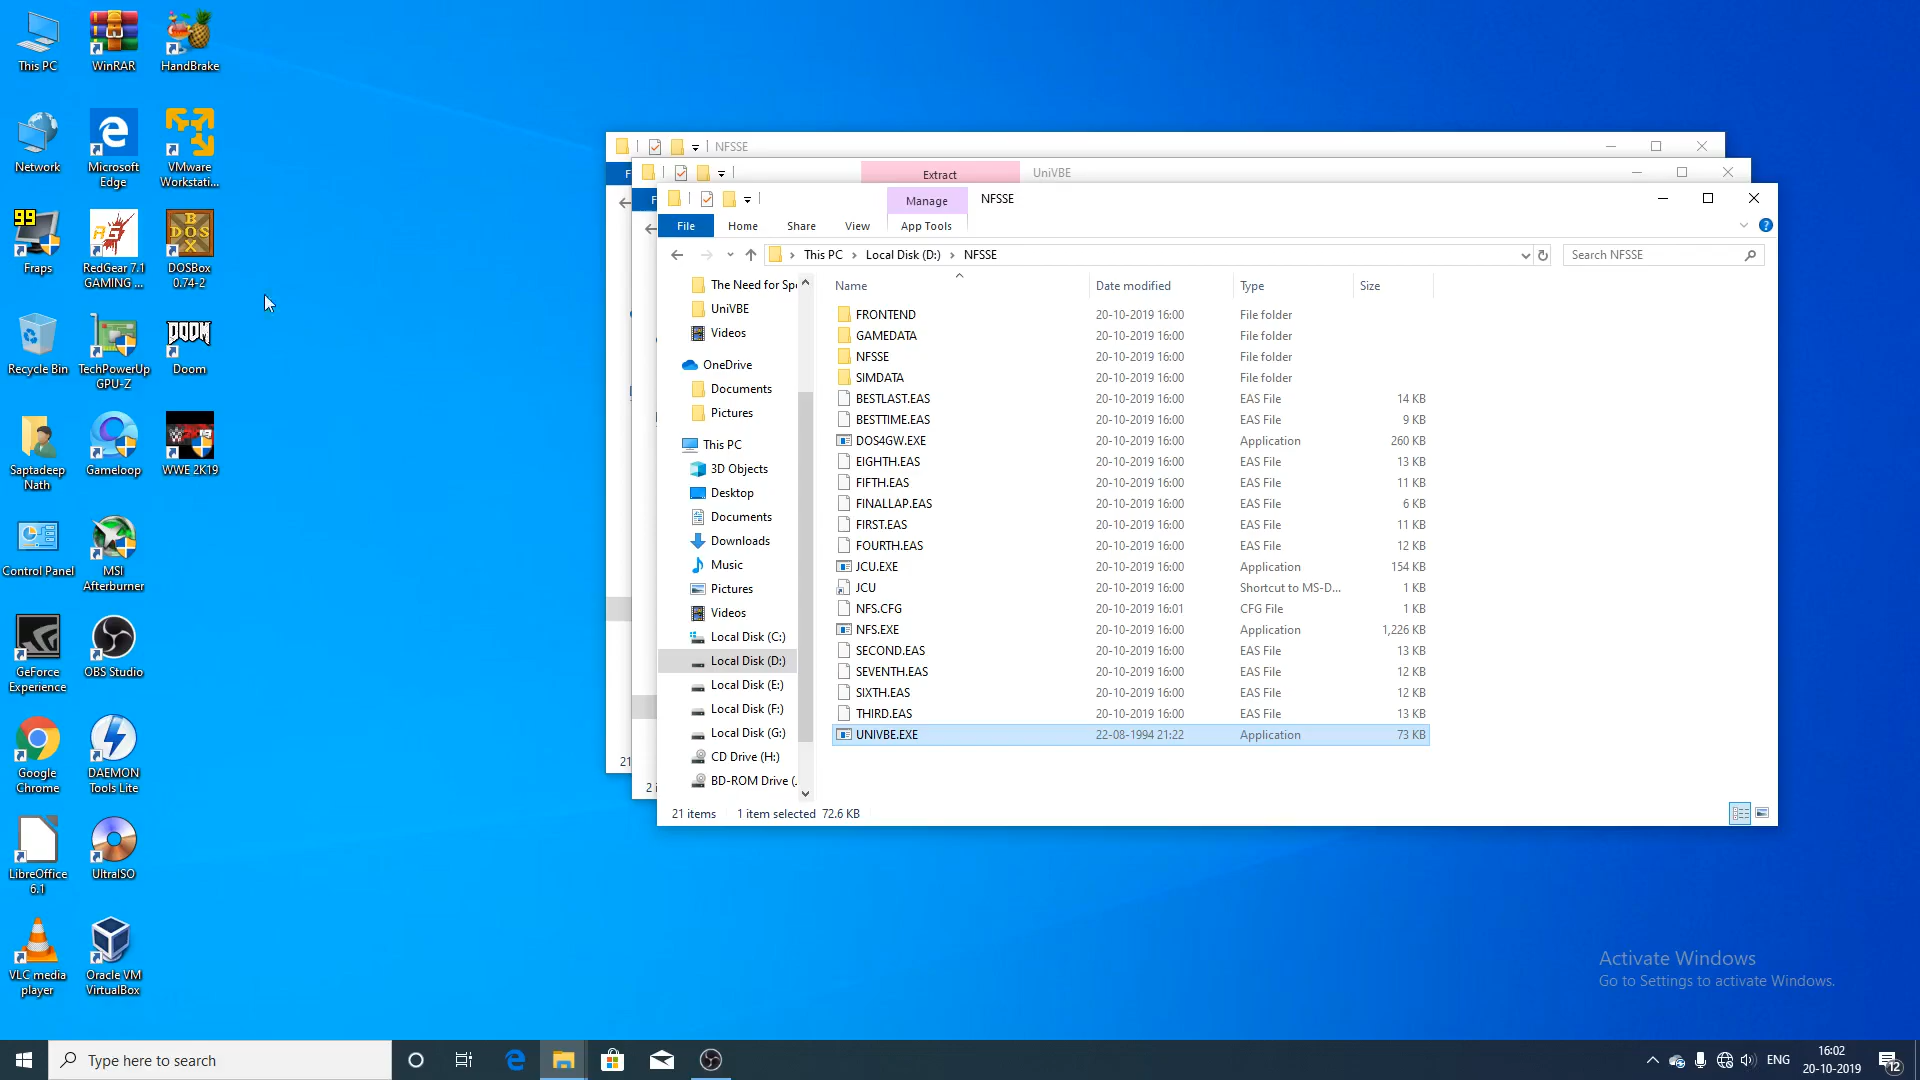 This PC
WinRAR
HandBrake
Network
Microsoft
Edge
VMware
Workstati...
99
Fraps
RedGear 7.1
GAMING ...
DOSBox
0.74-2
Recycle Bin
TechPowerUp
GPU-Z
DOOM
Doom
Saptadeep
Nath
Gameloop
WWE 2K19
Control Panel
MSI
Afterburner
GeForce
Experience
OBS Studio
Google
Chrome
DAEMON
Tools Lite
LibreOffice
6.1
UltraISO
VLC media
player
Oracle VM
VirtualBox
NFSSE
Extract
UniVBE
Manage
NFSSE
File
Home
Share
View
App Tools
This PC > Local Disk (D:) > NFSSE
Search NFSSE
The Need for Sp
UniVBE
Videos
OneDrive
Documents
Pictures
This PC
3D Objects
Desktop
Documents
Downloads
Music
Pictures
Videos
Local Disk (C:)
Local Disk (D:)
Local Disk (E:)
Local Disk (F:)
Local Disk (G:)
CD Drive (H:)
BD-ROM Drive (.
Name Date modified Type Size
FRONTEND 20-10-2019 16:00 File folder
GAMEDATA 20-10-2019 16:00 File folder
NFSSE 20-10-2019 16:00 File folder
SIMDATA 20-10-2019 16:00 File folder
BESTLAST.EAS 20-10-2019 16:00 EAS File 14 KB
BESTTIME.EAS 20-10-2019 16:00 EAS File 9 KB
DOS4GW.EXE 20-10-2019 16:00 Application 260 KB
EIGHTH.EAS 20-10-2019 16:00 EAS File 13 KB
FIFTH.EAS 20-10-2019 16:00 EAS File 11 KB
FINALLAP.EAS 20-10-2019 16:00 EAS File 6 KB
FIRST.EAS 20-10-2019 16:00 EAS File 11 KB
FOURTH.EAS 20-10-2019 16:00 EAS File 12 KB
JCU.EXE 20-10-2019 16:00 Application 154 KB
JCU 20-10-2019 16:00 Shortcut to MS-D... 1 KB
NFS.CFG 20-10-2019 16:01 CFG File 1 KB
NFS.EXE 20-10-2019 16:00 Application 1,226 KB
SECOND.EAS 20-10-2019 16:00 EAS File 13 KB
SEVENTH.EAS 20-10-2019 16:00 EAS File 12 KB
SIXTH.EAS 20-10-2019 16:00 EAS File 12 KB
THIRD.EAS 20-10-2019 16:00 EAS File 13 KB
UNIVBE.EXE 22-08-1994 21:22 Application 73 KB
21
2 i
21 items 1 item selected 72.6 KB
Activate Windows
Go to Settings to activate Windows.
Type here to search
ENG
16:02
20-10-2019
12